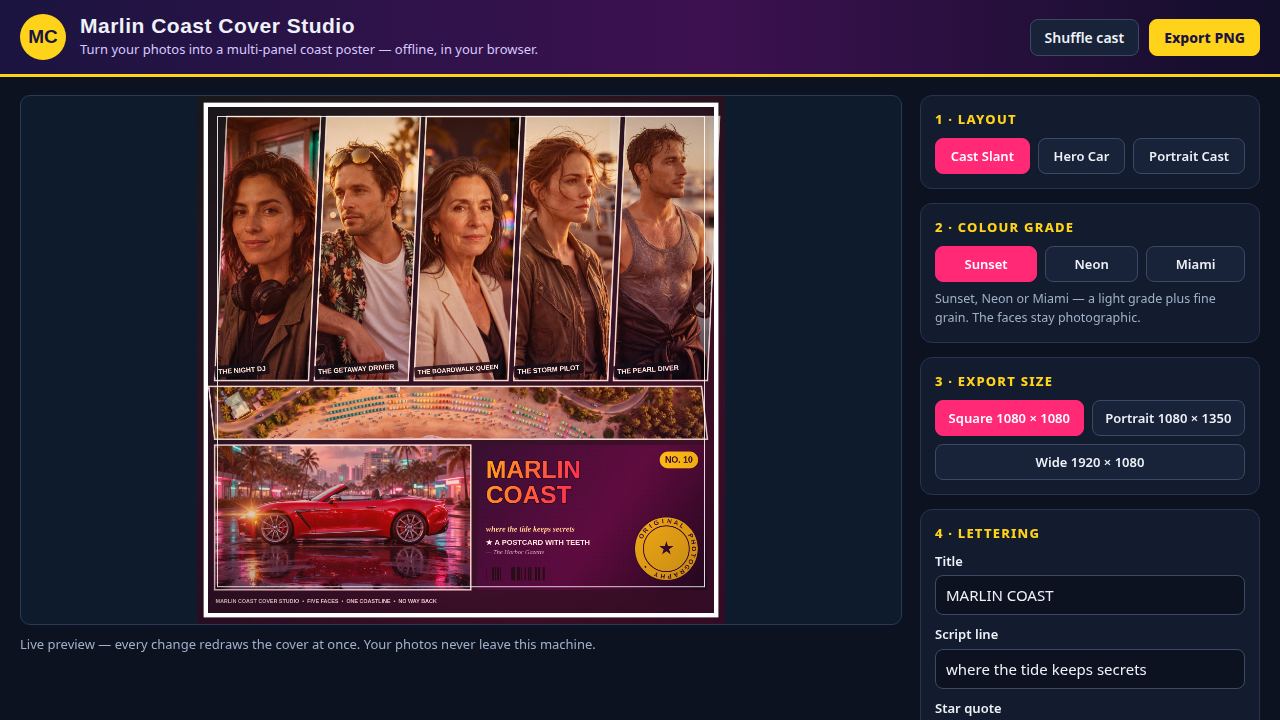 MC
Marlin Coast Cover Studio
Turn your photos into a multi-panel coast poster — offline, in your browser.
Shuffle cast
Export PNG
THE NIGHT DJ
THE GETAWAY DRIVER
THE BOARDWALK QUEEN
THE STORM PILOT
THE PEARL DIVER
MARLIN
COAST
NO. 10
where the tide keeps secrets
★ A POSTCARD WITH TEETH
— The Harbor Gazette
ORIGINAL PHOTOGRAPHY •
MARLIN COAST COVER STUDIO • FIVE FACES • ONE COASTLINE • NO WAY BACK
Live preview — every change redraws the cover at once. Your photos never leave this machine.
1 · LAYOUT
Cast Slant
Hero Car
Portrait Cast
2 · COLOUR GRADE
Sunset
Neon
Miami
Sunset, Neon or Miami — a light grade plus fine
grain. The faces stay photographic.
3 · EXPORT SIZE
Square 1080 × 1080
Portrait 1080 × 1350
Wide 1920 × 1080
4 · LETTERING
Title
MARLIN COAST
Script line
where the tide keeps secrets
Star quote